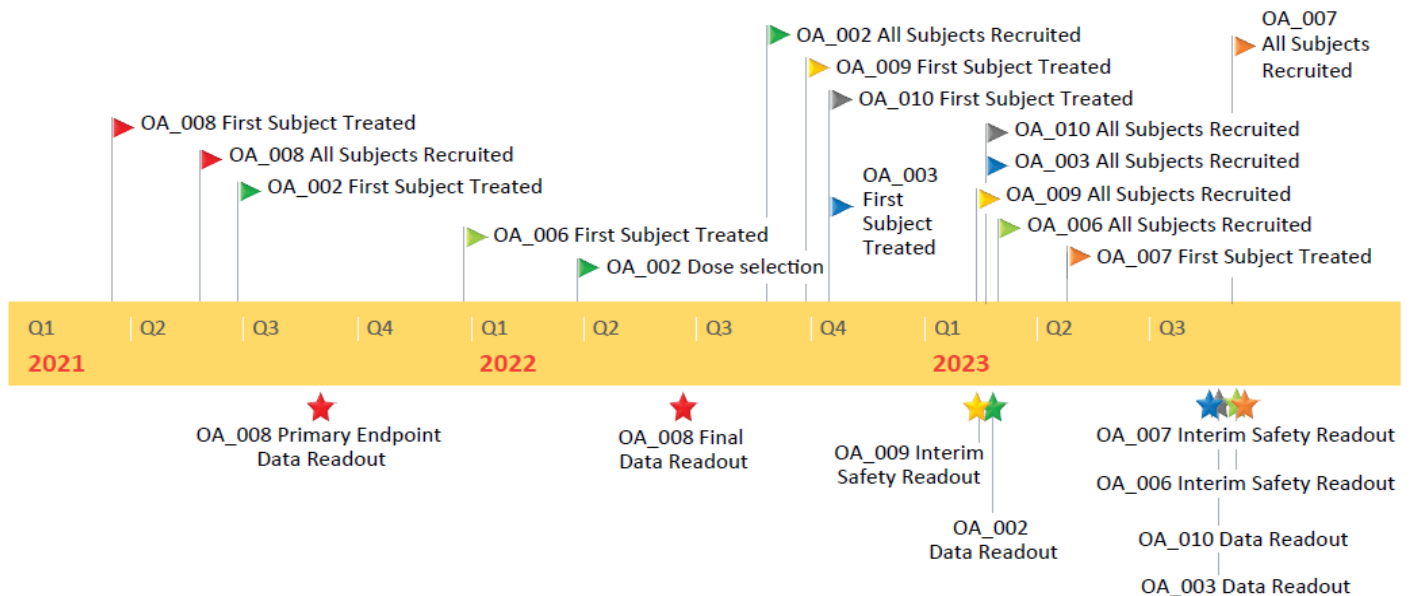 OA_007
All Subjects
Recruited
OA_002 All Subjects Recruited
OA_009 First Subject Treated
OA_010 First Subject Treated
OA_008 First Subject Treated
OA_010 All Subjects Recruited
OA_008 All Subjects Recruited
OA_003 All Subjects Recruited
OA_003
First
Subject
Treated
OA_002 First Subject Treated
OA_009 All Subjects Recruited
OA_006 All Subjects Recruited
OA_006 First Subject Treated
OA_007 First Subject Treated
OA_002 Dose selection
Q1 Q2 Q3 Q4 Q1 Q2 Q3 Q4 Q1 Q2 Q3
2021 2022 2023
OA_008 Primary Endpoint
Data Readout
OA_008 Final
Data Readout
OA_009 Interim
Safety Readout
OA_002
Data Readout
OA_007 Interim Safety Readout
OA_006 Interim Safety Readout
OA_010 Data Readout
OA_003 Data Readout